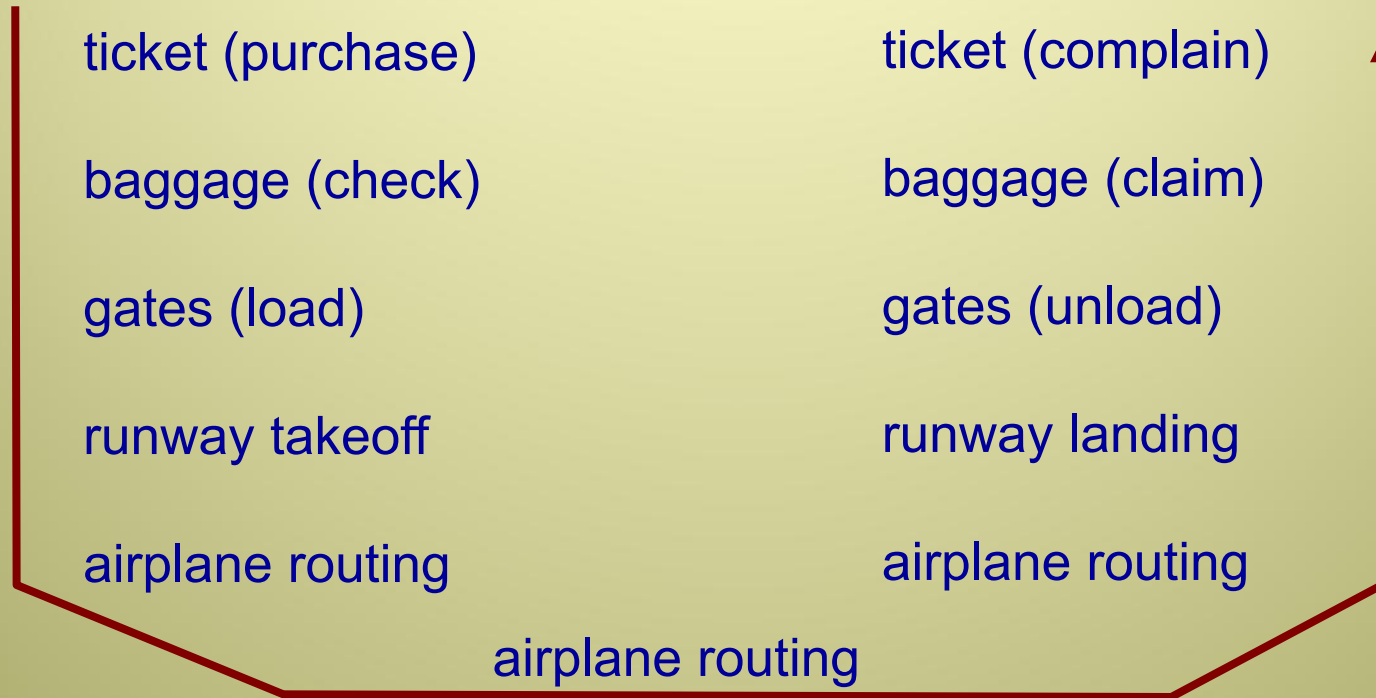 ticket (purchase)
baggage (check)
gates (load)
runway takeoff
airplane routing
ticket (complain)
baggage (claim)
gates (unload)
runway landing
airplane routing
airplane routing